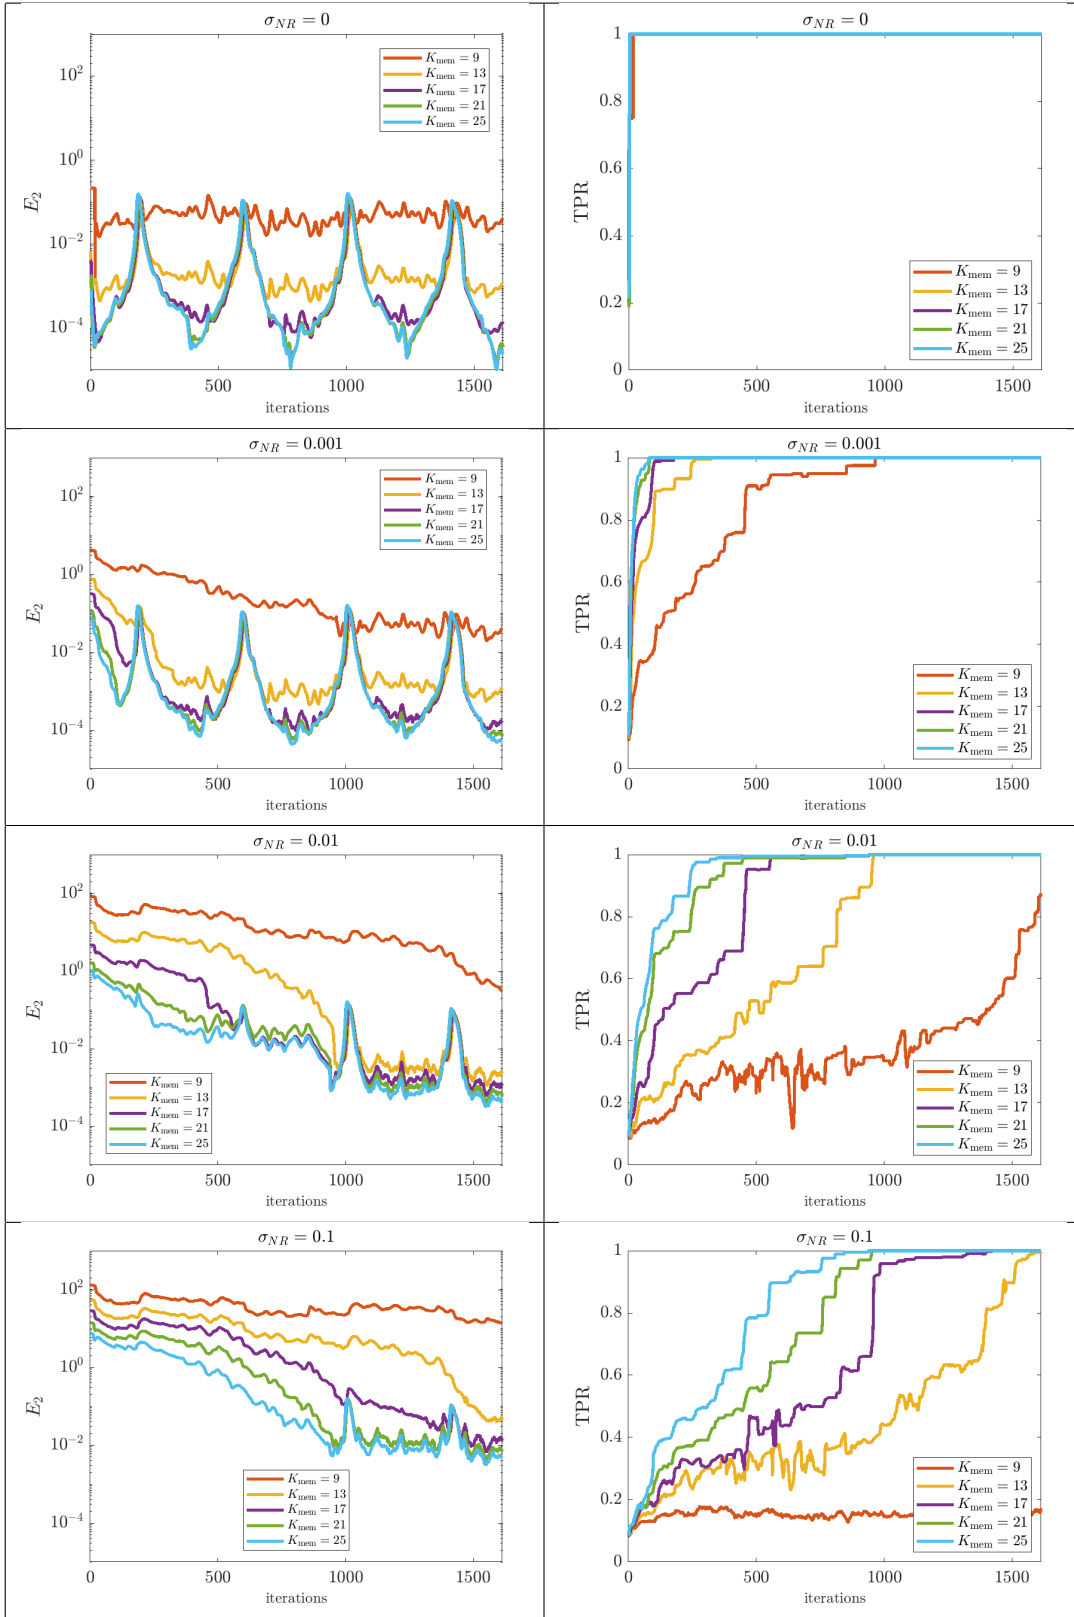 σ_NR = 0
10^2
10^0
10^-2
10^-4
E_2
0
500
1000
1500
iterations
K_mem = 9
K_mem = 13
K_mem = 17
K_mem = 21
K_mem = 25
σ_NR = 0
1
0.8
0.6
0.4
0.2
0
TPR
0
500
1000
1500
iterations
K_mem = 9
K_mem = 13
K_mem = 17
K_mem = 21
K_mem = 25
σ_NR = 0.001
10^2
10^0
10^-2
10^-4
E_2
0
500
1000
1500
iterations
K_mem = 9
K_mem = 13
K_mem = 17
K_mem = 21
K_mem = 25
σ_NR = 0.001
1
0.8
0.6
0.4
0.2
0
TPR
0
500
1000
1500
iterations
K_mem = 9
K_mem = 13
K_mem = 17
K_mem = 21
K_mem = 25
σ_NR = 0.01
10^2
10^0
10^-2
10^-4
E_2
0
500
1000
1500
iterations
K_mem = 9
K_mem = 13
K_mem = 17
K_mem = 21
K_mem = 25
σ_NR = 0.01
1
0.8
0.6
0.4
0.2
0
TPR
0
500
1000
1500
iterations
K_mem = 9
K_mem = 13
K_mem = 17
K_mem = 21
K_mem = 25
σ_NR = 0.1
10^2
10^0
10^-2
10^-4
E_2
0
500
1000
1500
iterations
K_mem = 9
K_mem = 13
K_mem = 17
K_mem = 21
K_mem = 25
σ_NR = 0.1
1
0.8
0.6
0.4
0.2
0
TPR
0
500
1000
1500
iterations
K_mem = 9
K_mem = 13
K_mem = 17
K_mem = 21
K_mem = 25